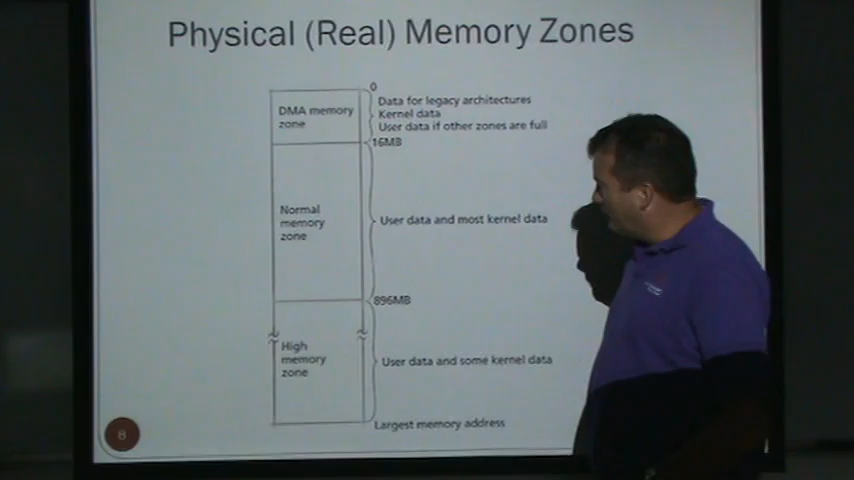 Physical (Real) Memory Zones
0
DMA memory
zone
Data for legacy architectures
Kernel data
User data if other zones are full
16MB
Normal
memory
zone
User data and most kernel data
896MB
High
memory
zone
User data and some kernel data
Largest memory address
8